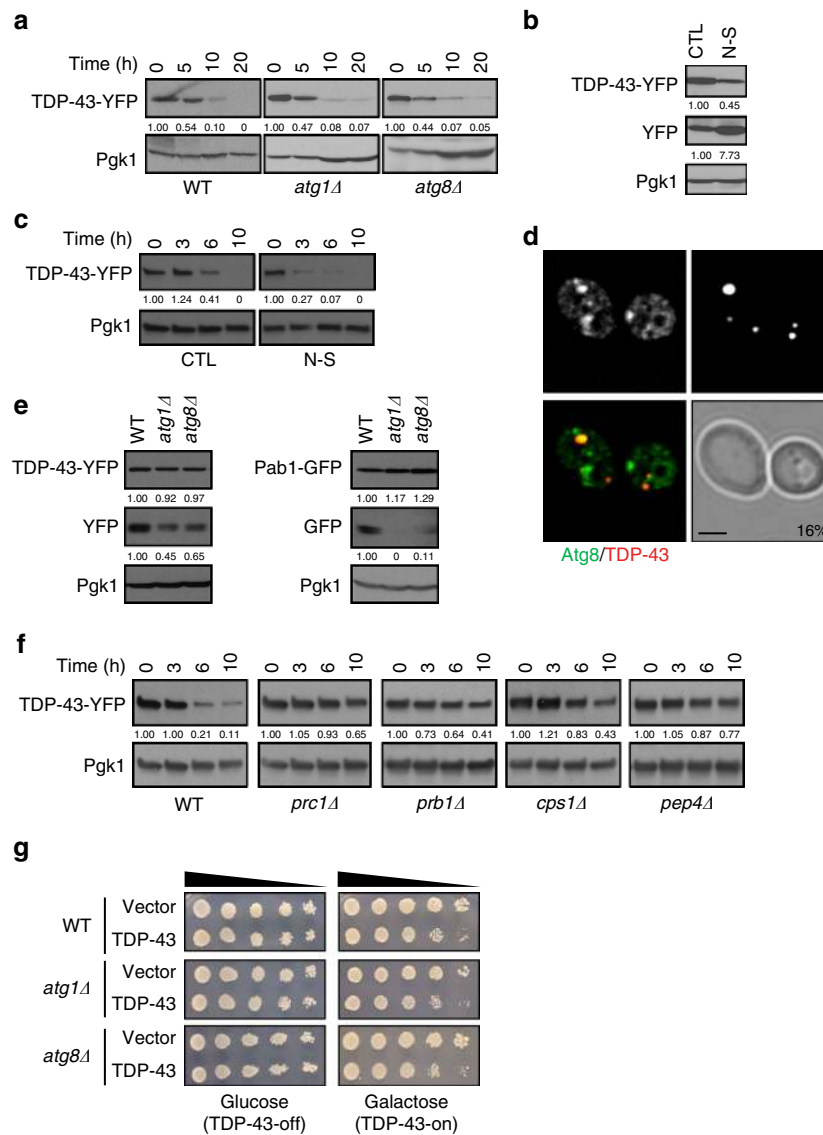 a
Time (h) 0 5 10 20 0 5 10 20 0 5 10 20
TDP-43-YFP
1.00 0.54 0.10 0 1.00 0.47 0.08 0.07 1.00 0.44 0.07 0.05
Pgk1
WT atg1Δ atg8Δ
b
CTL N-S
TDP-43-YFP
1.00 0.45
YFP
1.00 7.73
Pgk1
c
Time (h) 0 3 6 10 0 3 6 10
TDP-43-YFP
1.00 1.24 0.41 0 1.00 0.27 0.07 0
Pgk1
CTL N-S
d
16%
Atg8/TDP-43
e
WT atg1Δ atg8Δ
TDP-43-YFP
1.00 0.92 0.97
YFP
1.00 0.45 0.65
Pgk1
WT atg1Δ atg8Δ
Pab1-GFP
1.00 1.17 1.29
GFP
1.00 0 0.11
Pgk1
f
Time (h) 0 3 6 10 0 3 6 10 0 3 6 10 0 3 6 10 0 3 6 10
TDP-43-YFP
1.00 1.00 0.21 0.11 1.00 1.05 0.93 0.65 1.00 0.73 0.64 0.41 1.00 1.21 0.83 0.43 1.00 1.05 0.87 0.77
Pgk1
WT prc1Δ prb1Δ cps1Δ pep4Δ
g
WT
Vector
TDP-43
atg1Δ
Vector
TDP-43
atg8Δ
Vector
TDP-43
Glucose
(TDP-43-off)
Galactose
(TDP-43-on)